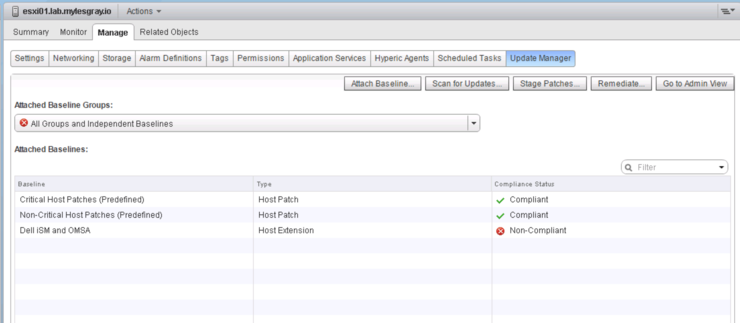 esxi01.lab.mylesgray.io Actions
Summary Monitor Manage Related Objects
Settings Networking Storage Alarm Definitions Tags Permissions Application Services Hyperic Agents Scheduled Tasks Update Manager
Attach Baseline... Scan for Updates... Stage Patches... Remediate... Go to Admin View
Attached Baseline Groups:
All Groups and Independent Baselines
Attached Baselines:
Filter
Baseline Type Compliance Status
Critical Host Patches (Predefined) Host Patch Compliant
Non-Critical Host Patches (Predefined) Host Patch Compliant
Dell iSM and OMSA Host Extension Non-Compliant